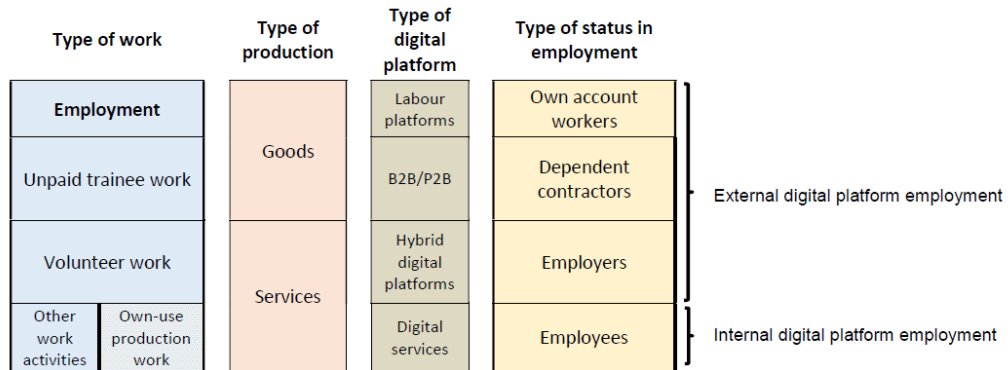 Type of work
Type of
production
Type of
digital
platform
Type of status in
employment
Employment
Unpaid trainee work
Volunteer work
Other
work
activities
Own-use
production
work
Goods
Services
Labour
platforms
B2B/P2B
Hybrid
digital
platforms
Digital
services
Own account
workers
Dependent
contractors
Employers
Employees
External digital platform employment
Internal digital platform employment